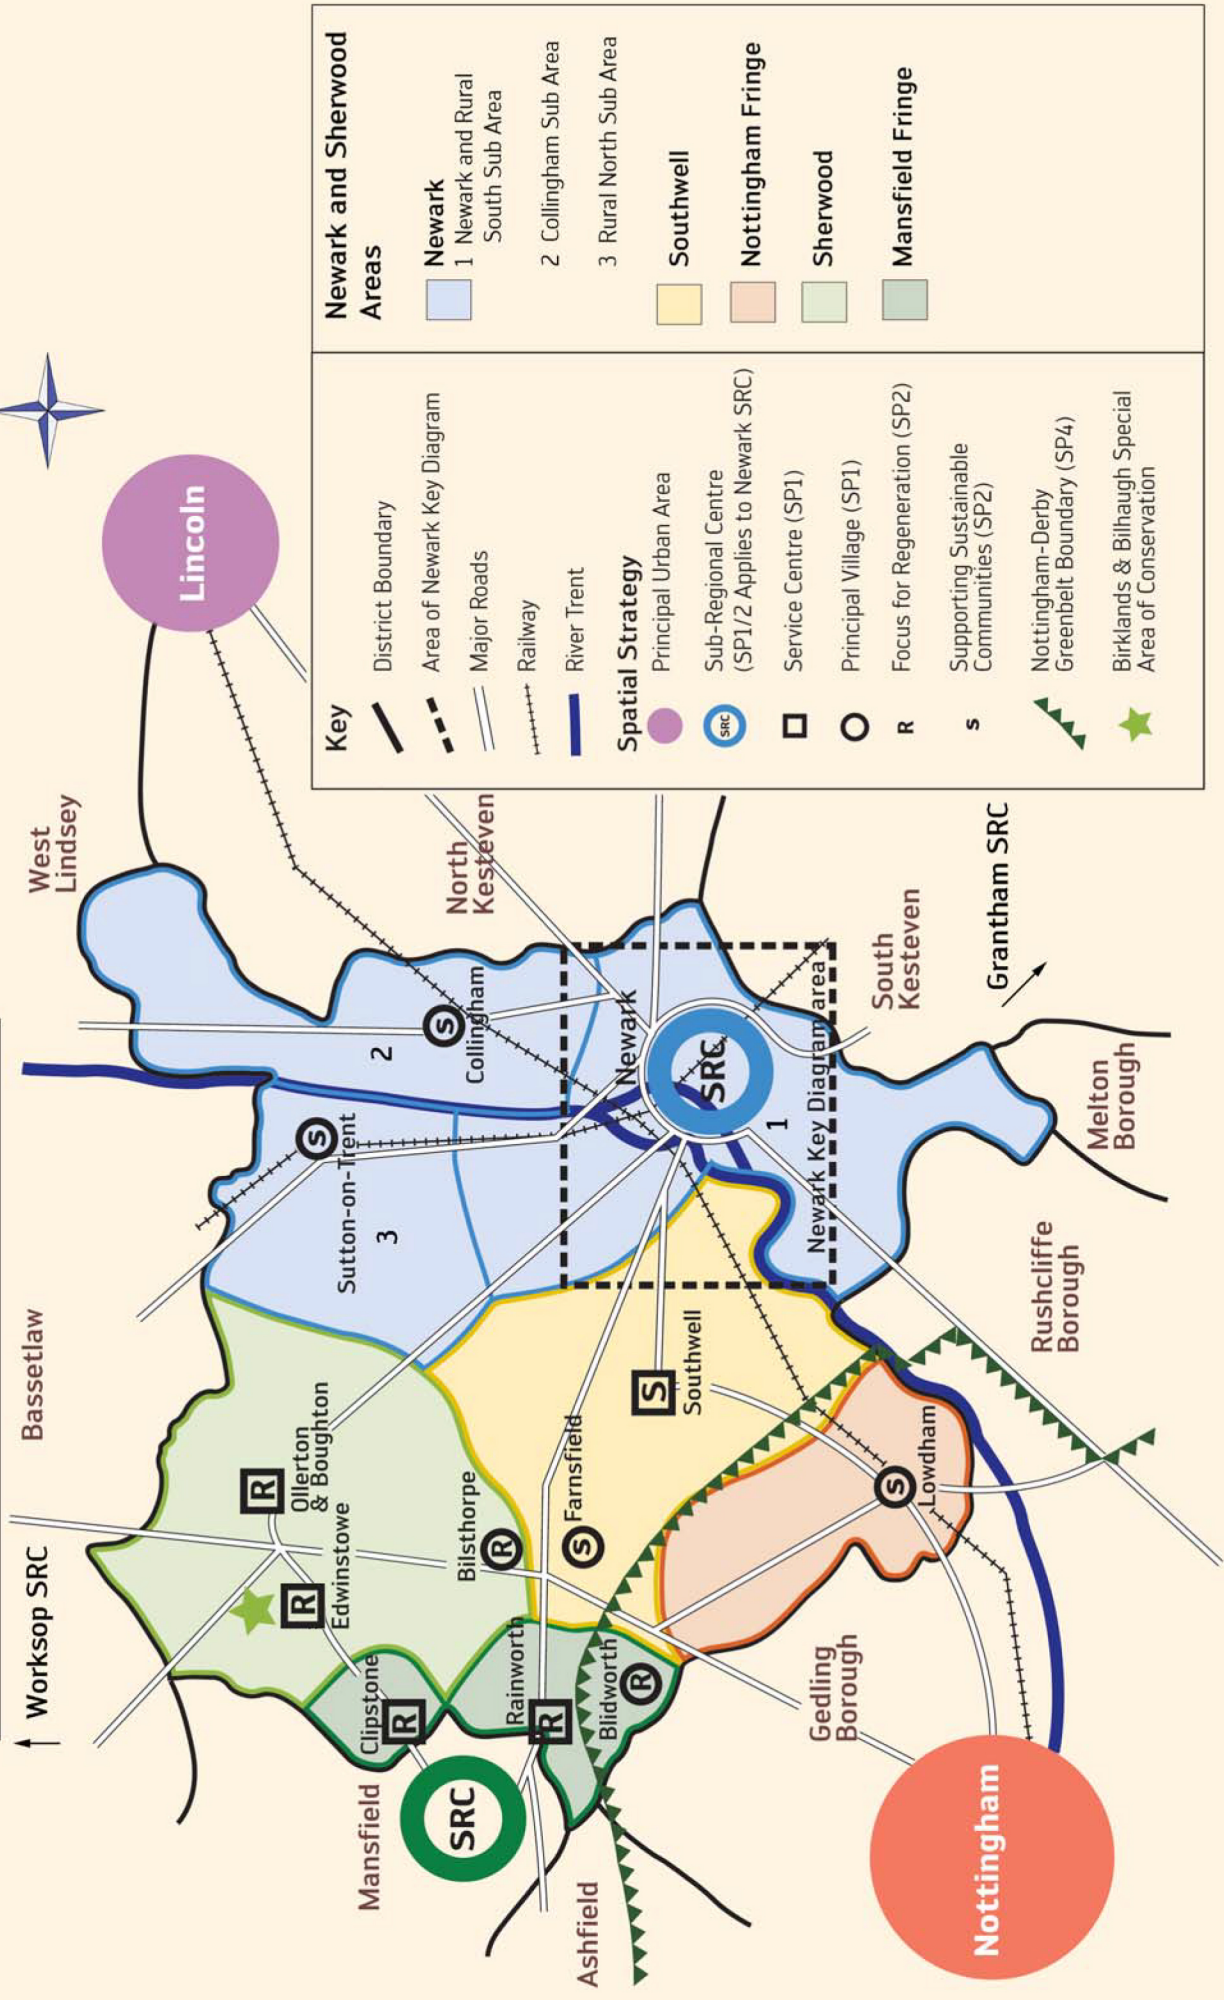 Worksop SRC
Bassetlaw
West
Lindsey
Lincoln
Edwinstowe
R
Ollerton
& Boughton
R
Sutton-on-Trent
S
3
2
Collingham
S
North
Kesteven
Mansfield
SRC
Clipstone
R
Bilsthorpe
R
Rainworth
R
Farnsfield
S
Blidworth
R
Southwell
S
Newark
SRC
1
Newark Key Diagram area
Ashfield
Gedling
Borough
Lowdham
S
South
Kesteven
Grantham SRC
Rushcliffe
Borough
Melton
Borough
Nottingham
Key
District Boundary
Area of Newark Key Diagram
Major Roads
Railway
River Trent
Spatial Strategy
Principal Urban Area
SRC
Sub-Regional Centre
(SP1/2 Applies to Newark SRC)
Service Centre (SP1)
Principal Village (SP1)
R Focus for Regeneration (SP2)
S Supporting Sustainable
Communities (SP2)
Nottingham-Derby
Greenbelt Boundary (SP4)
Birklands & Bilhaugh Special
Area of Conservation
Newark and Sherwood
Areas
Newark
1 Newark and Rural
South Sub Area
2 Collingham Sub Area
3 Rural North Sub Area
Southwell
Nottingham Fringe
Sherwood
Mansfield Fringe